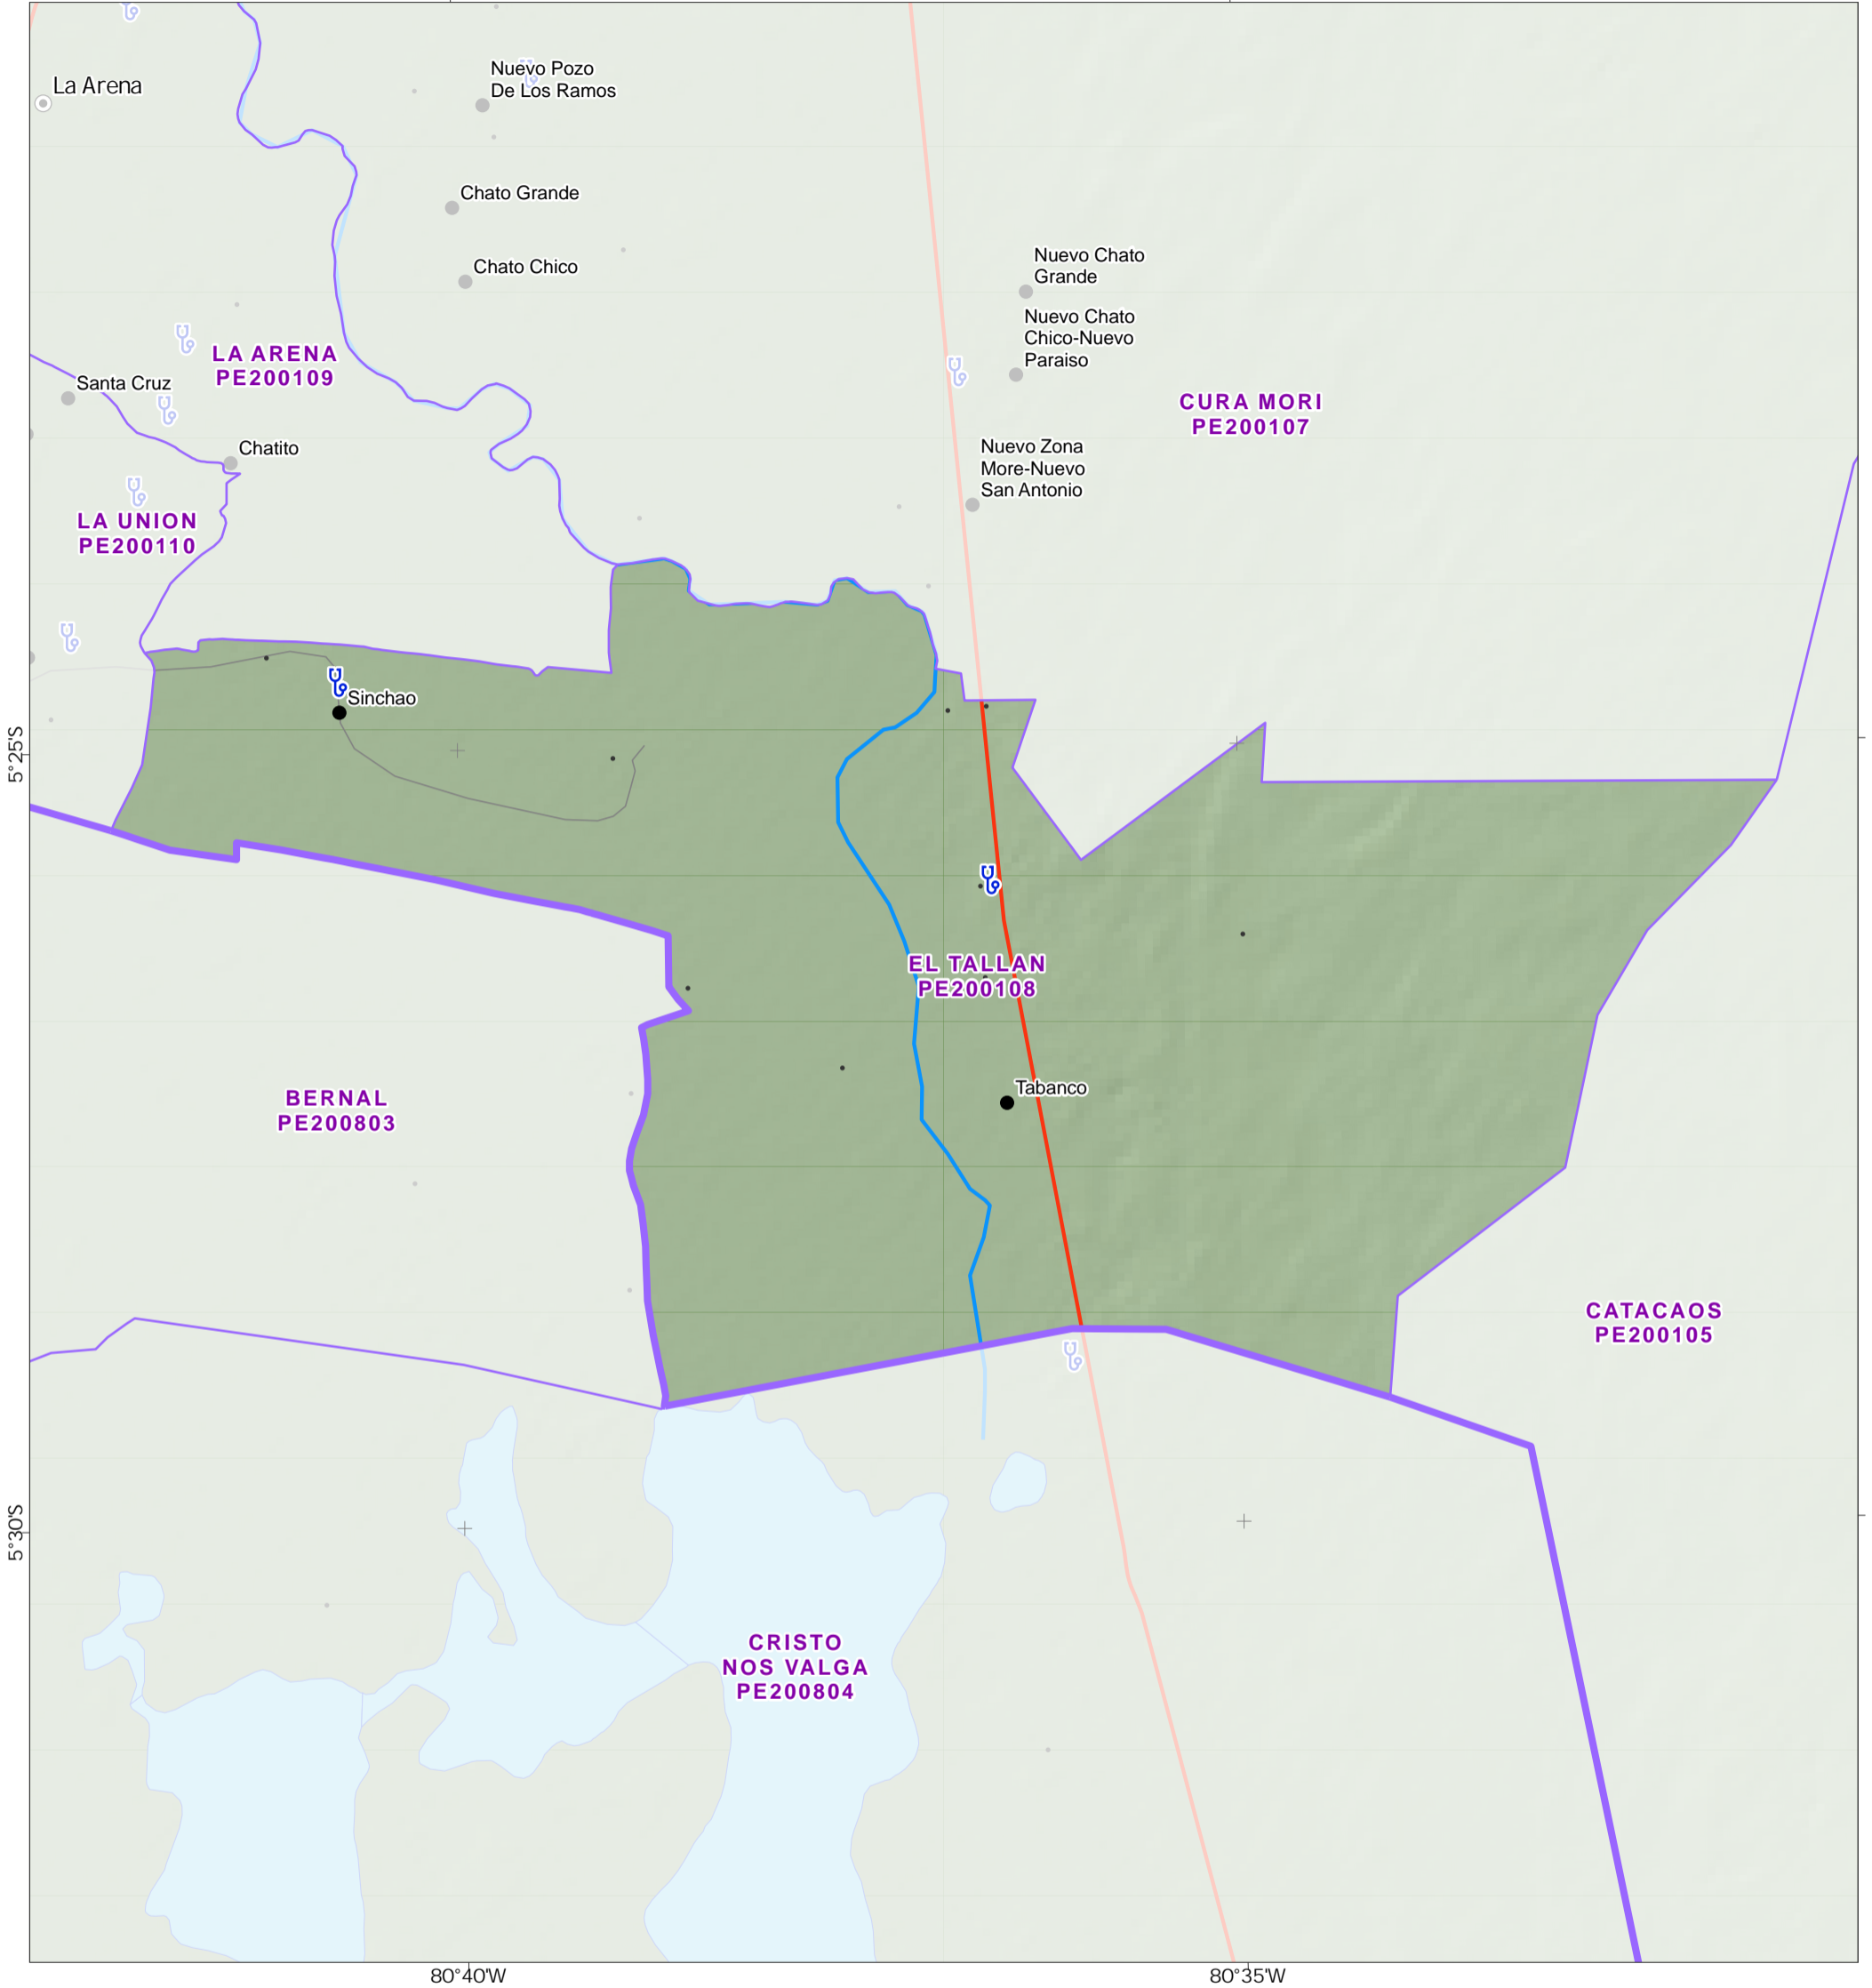 La Arena
Nuevo Pozo
De Los Ramos
Chato Grande
Chato Chico
Nuevo Chato
Grande
Nuevo Chato
Chico-Nuevo
Paraiso
LA ARENA
PE200109
Santa Cruz
CURA MORI
PE200107
Chatito
Nuevo Zona
More-Nuevo
San Antonio
LA UNION
PE200110
Sinchao
5°25'S
EL TALLAN
PE200108
Tabanco
BERNAL
PE200803
CATACAOS
PE200105
5°30'S
CRISTO
NOS VALGA
PE200804
80°40'W
80°35'W